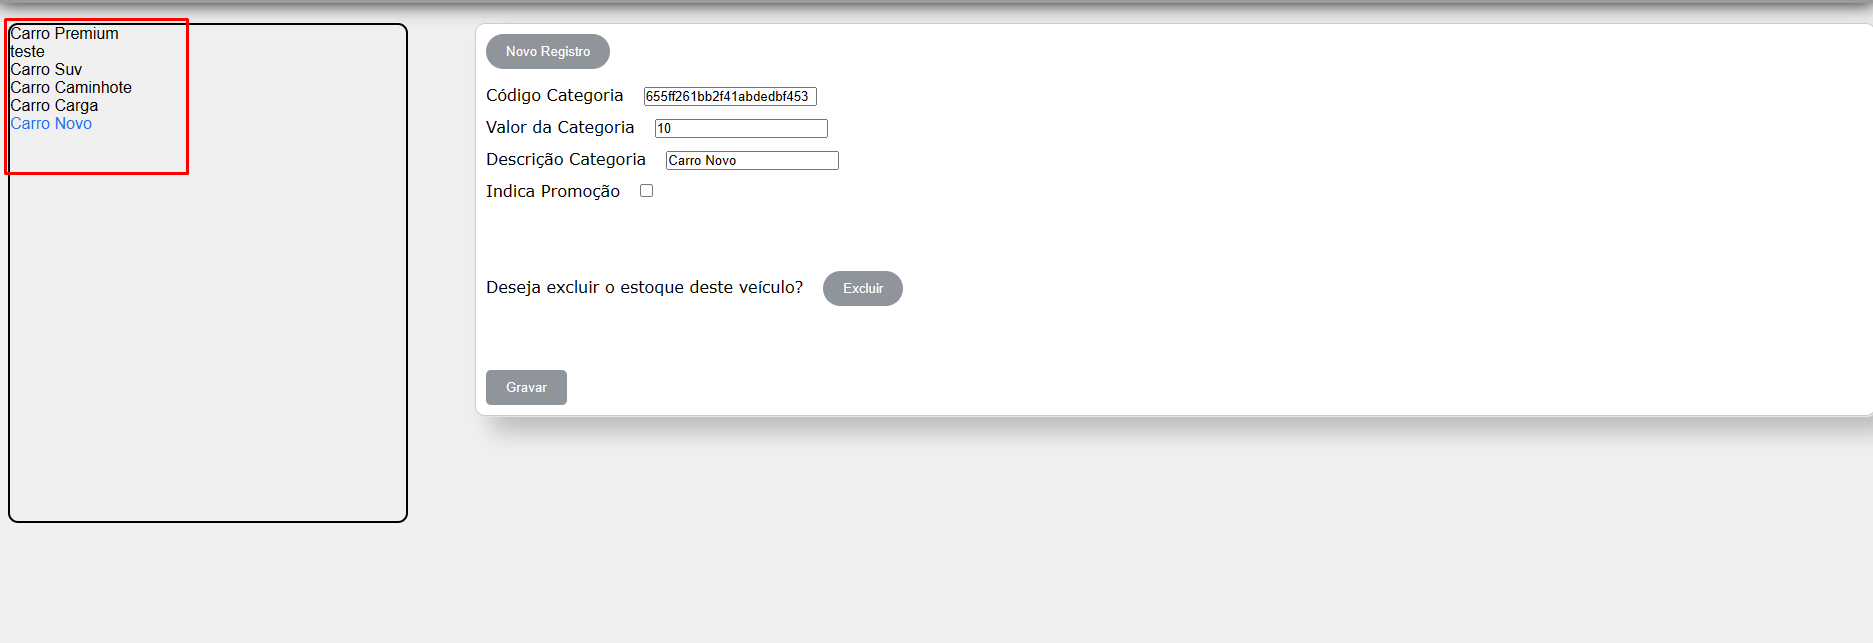 Carro Premium
teste
Carro Suv
Carro Caminhote
Carro Carga
Carro Novo
Novo Registro
Código Categoria 655ff261bb2f41abdedbf453
Valor da Categoria 10
Descrição Categoria Carro Novo
Indica Promoção
Deseja excluir o estoque deste veículo? Excluir
Gravar